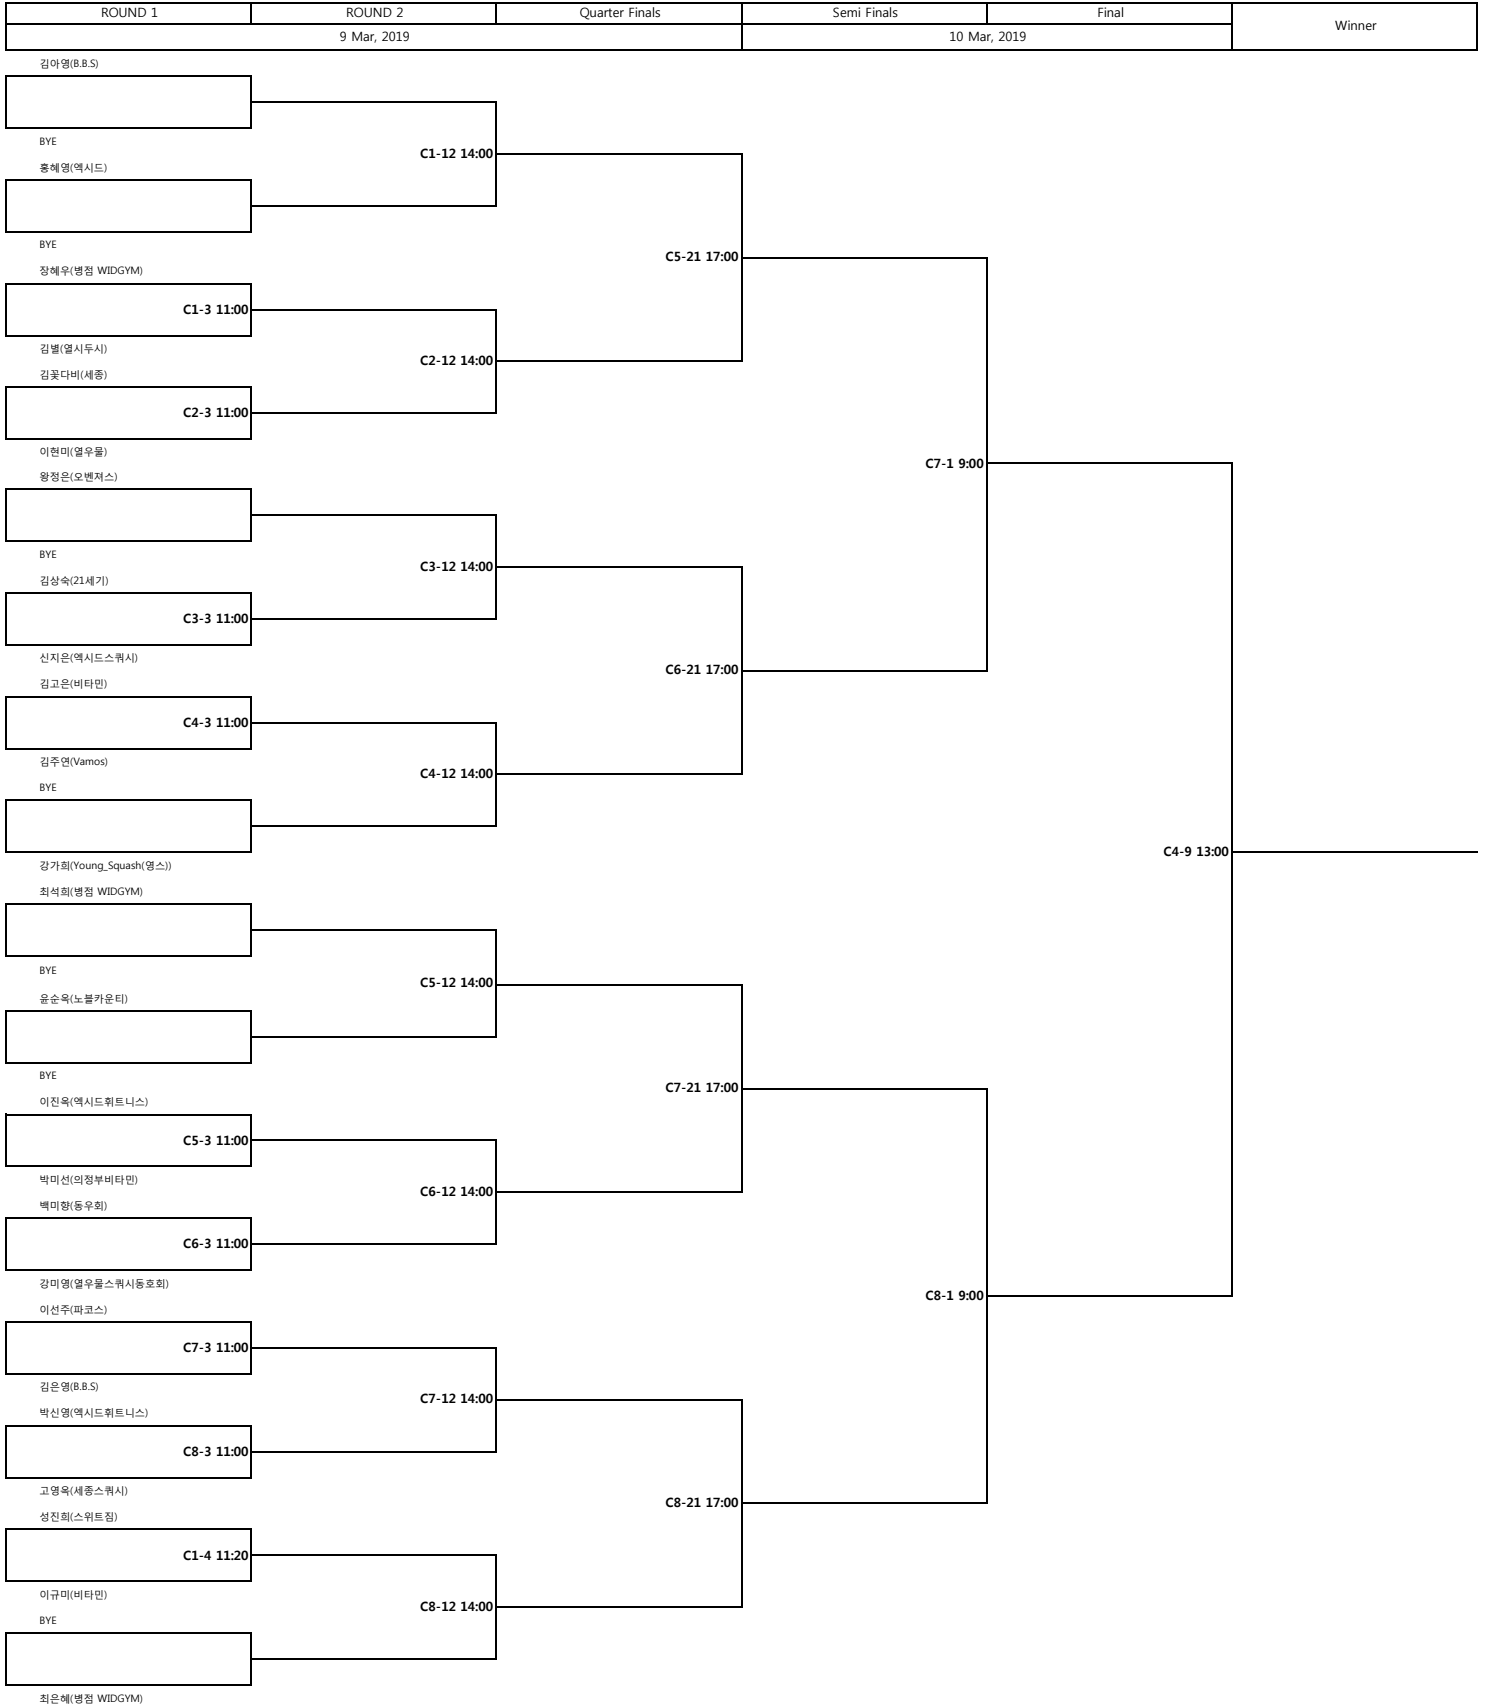 ROUND 1 ROUND 2 Quarter Finals Semi Finals Final Winner
9 Mar, 2019 10 Mar, 2019
김아영(B.B.S)
BYE
C1-12 14:00
홍혜영(엑시드)
BYE
C5-21 17:00
장혜우(병점 WIDGYM)
C1-3 11:00
김별(열시두시)
C2-12 14:00
김꽃다비(세종)
C2-3 11:00
이현미(열우물)
C7-1 9:00
왕정은(오벤져스)
BYE
C3-12 14:00
김상숙(21세기)
C3-3 11:00
신지은(엑시드스쿼시)
C6-21 17:00
김고은(비타민)
C4-3 11:00
김주연(Vamos)
C4-12 14:00
BYE
C4-9 13:00
강가희(Young_Squash(영스))
최석희(병점 WIDGYM)
BYE
C5-12 14:00
윤순옥(노블카운티)
BYE
C7-21 17:00
이진옥(엑시드휘트니스)
C5-3 11:00
박미선(의정부비타민)
C6-12 14:00
백미향(동우회)
C6-3 11:00
강미영(열우물스쿼시동호회)
C8-1 9:00
이선주(파코스)
C7-3 11:00
김은영(B.B.S)
C7-12 14:00
박신영(엑시드휘트니스)
C8-3 11:00
고영옥(세종스쿼시)
C8-21 17:00
성진희(스위트짐)
C1-4 11:20
이규미(비타민)
C8-12 14:00
BYE
최은혜(병점 WIDGYM)